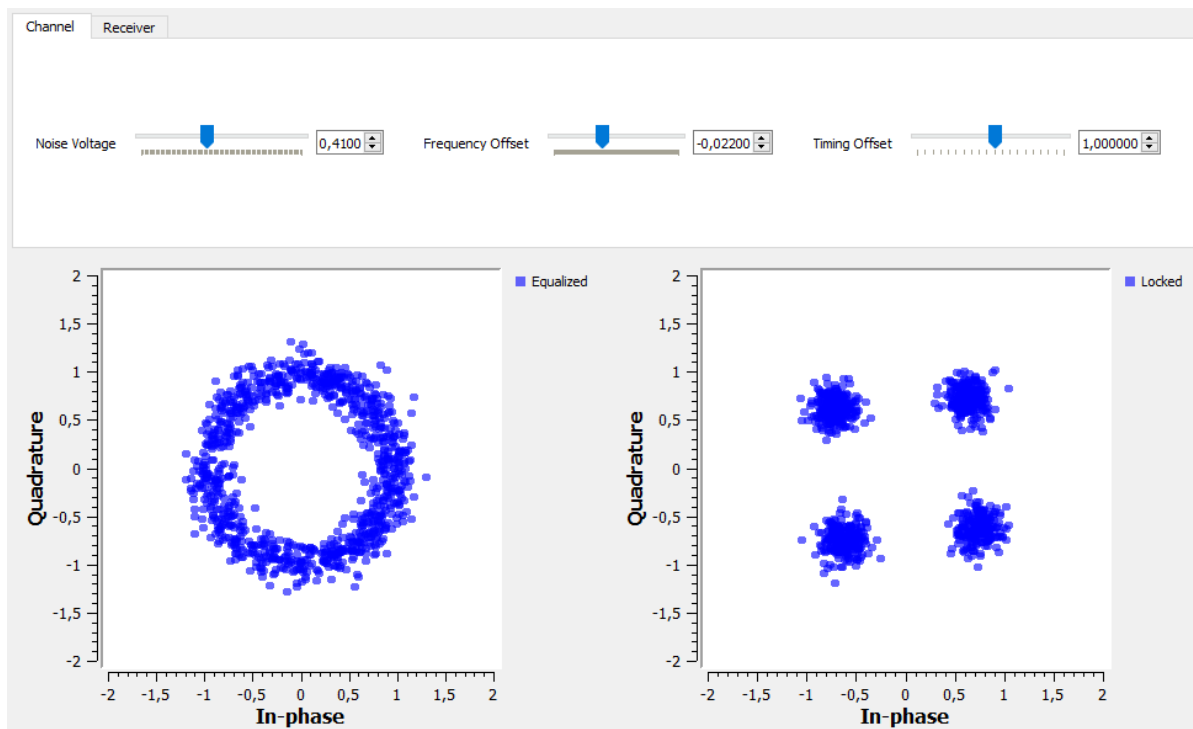 Channel Receiver
Noise Voltage 0,4100 Frequency Offset -0,02200 Timing Offset 1,000000
Equalized
2
1,5
1
0,5
0
-0,5
-1
-1,5
-2
Quadrature
-2 -1,5 -1 -0,5 0 0,5 1 1,5 2
In-phase
Locked
2
1,5
1
0,5
0
-0,5
-1
-1,5
-2
Quadrature
-2 -1,5 -1 -0,5 0 0,5 1 1,5 2
In-phase